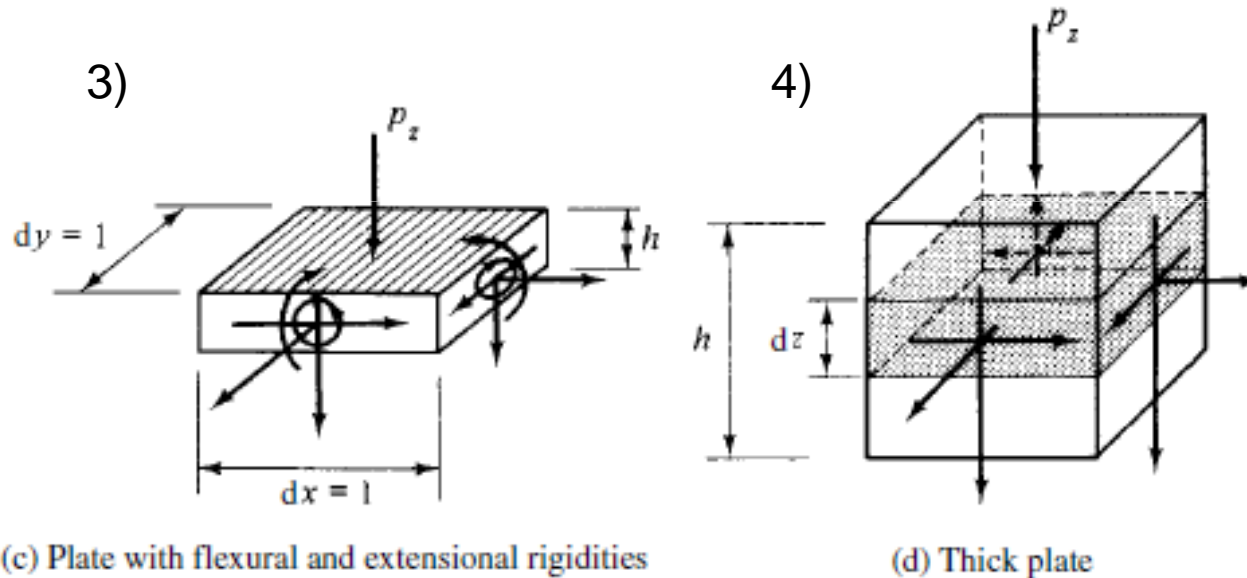 3)
p_z
dy = 1
h
dx = 1
(c) Plate with flexural and extensional rigidities
4)
p_z
h
dz
(d) Thick plate